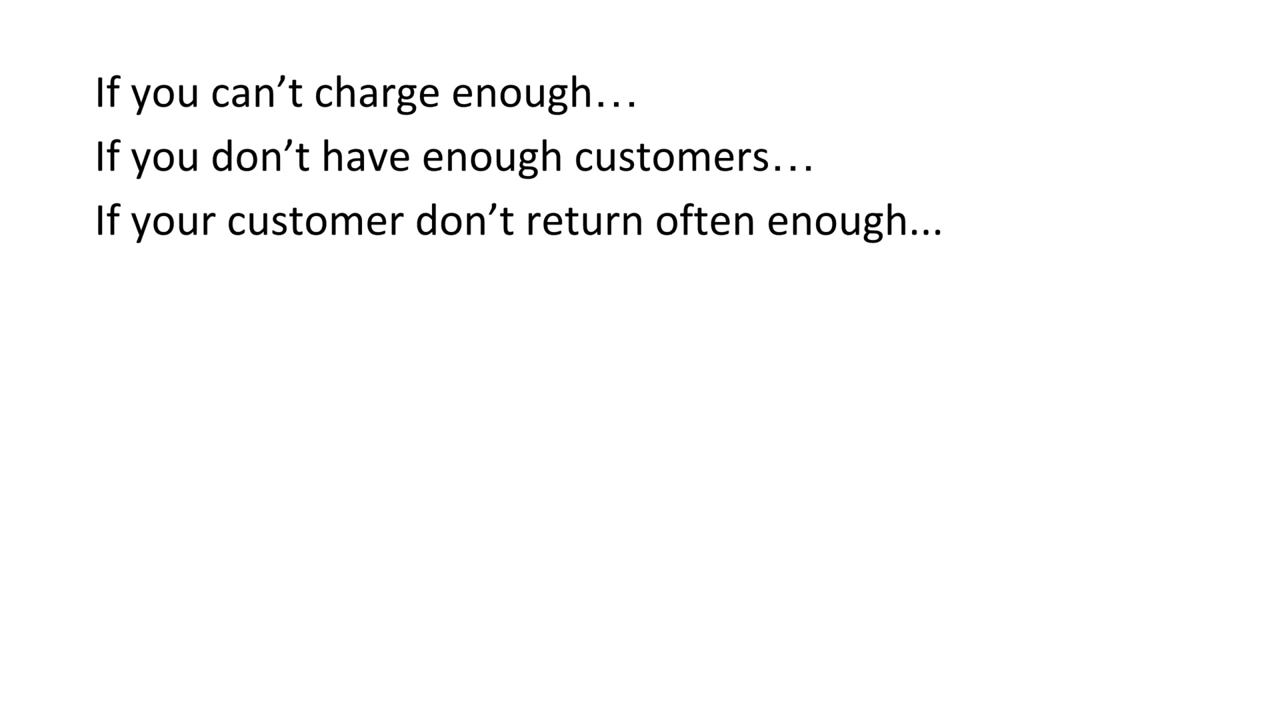 If you can’t charge enough…
If you don’t have enough customers…
If your customer don’t return often enough...